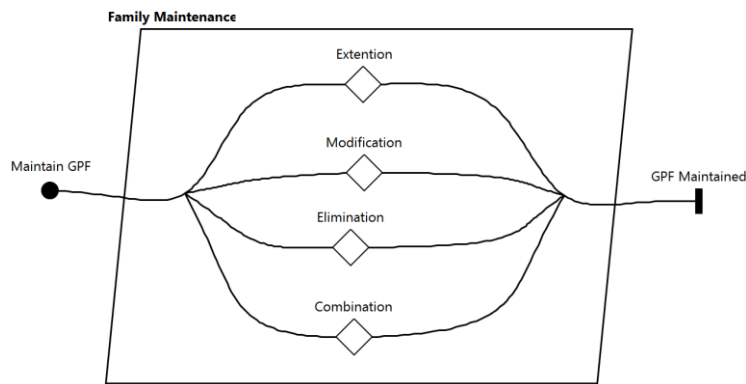 Family Maintenance
Extention
Modification
Maintain GPF
GPF Maintained
Elimination
Combination